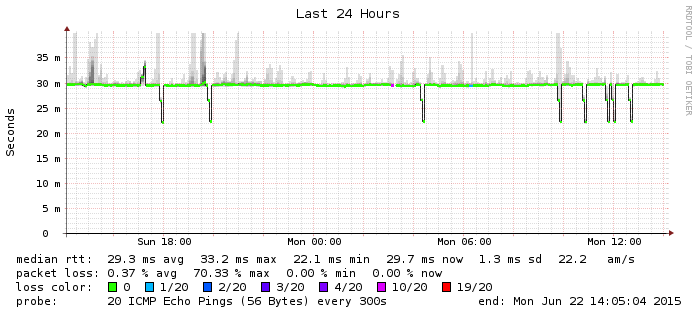 Last 24 Hours
RRDTOOL / TOBI OETIKER
Seconds
35 m
30 m
25 m
20 m
15 m
10 m
5 m
0
Sun 18:00 Mon 00:00 Mon 06:00 Mon 12:00
median rtt: 29.3 ms avg 33.2 ms max 22.1 ms min 29.7 ms now 1.3 ms sd 22.2 am/s
packet loss: 0.37 % avg 70.33 % max 0.00 % min 0.00 % now
loss color: 0 1/20 2/20 3/20 4/20 10/20 19/20
probe: 20 ICMP Echo Pings (56 Bytes) every 300s end: Mon Jun 22 14:05:04 2015